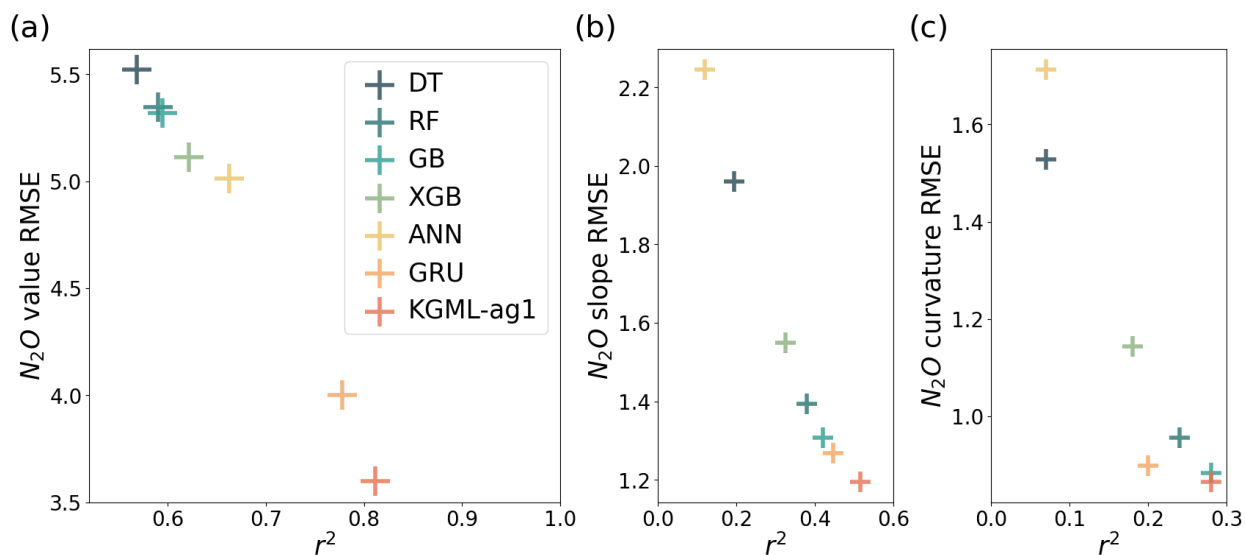 (a)
5.5
5.0
4.5
4.0
3.5
N₂O value RMSE
0.6 0.7 0.8 0.9 1.0
r²
DT
RF
GB
XGB
ANN
GRU
KGML-ag1
(b)
2.2
2.0
1.8
1.6
1.4
1.2
N₂O slope RMSE
0.0 0.2 0.4 0.6
r²
(c)
1.6
1.4
1.2
1.0
N₂O curvature RMSE
0.0 0.1 0.2 0.3
r²